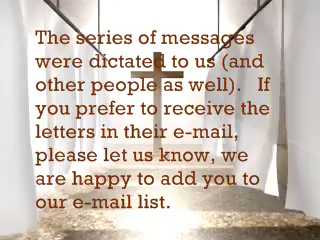 The series of messages
were dictated to us (and
other people as well).   If
you prefer to receive the
letters in their e-mail,
please let us know, we
are happy to add you to
our e-mail list.